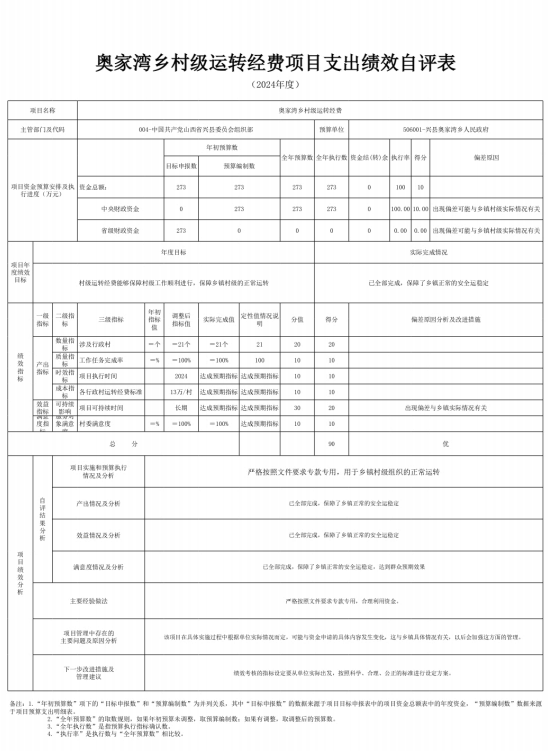 奥家湾乡村级运转经费项目支出绩效自评表
（2024年度）
项目名称 奥家湾乡村级运转经费
主管部门及代码 004-中国共产党山西省兴县委员会组织部 预算单位 506001-兴县奥家湾乡人民政府
项目资金预算安排及执行进度（万元） 年初预算数 全年预算数 全年执行数 资金结(转)余 执行率 得分 偏差原因
目标申报数 预算编制数
资金总额： 273 273 273 273 0 100 10
中央财政资金 0 273 273 273 0 100.00 10.00 出现偏差可能与乡镇村级实际情况有关
省级财政资金 273 0 0 0 0 0.00 0.00 出现偏差可能与乡镇村级实际情况有关
项目年度绩效目标 年度目标 实际完成情况
村级运转经费能够保障村级工作顺利进行，保障乡镇村级的正常运转 已全部完成，保障了乡镇正常的安全运稳定
绩效指标 一级指标 二级指标 三级指标 年初指标值 调整后指标值 实际完成值 定性值情况说明 分值 得分 偏差原因分析及改进措施
产出指标 数量指标 涉及行政村 ＝个 ＝21个 ＝21个 21 20 20
质量指标 工作任务完成率 ＝% ＝100% ＝100% 100 10 10
时效指标 项目执行时间 2024 达成预期指标 达成预期指标 10 10
成本指标 各行政村运转经费标准 13万/村 达成预期指标 达成预期指标 10 10
效益指标 可持续影响 项目可持续时间 长期 达成预期指标 达成预期指标 30 20 出现偏差与乡镇实际情况有关
满意度指标 服务对象满意度 村委满意度 ＝% ＝100% ＝100% 达成预期指标 10 10
总 分 90 优
项目绩效分析 自评结果分析 项目实施和预算执行情况及分析 严格按照文件要求专款专用，用于乡镇村级组织的正常运转
产出情况及分析 已全部完成，保障了乡镇正常的安全运稳定
效益情况及分析 已全部完成，保障了乡镇正常的安全运稳定
满意度情况及分析 已全部完成，保障了乡镇正常的安全运稳定，达到群众预期效果
主要经验做法 严格按照文件要求专款专用，合理利用资金。
项目管理中存在的主要问题及原因分析 该项目在具体实施过程中根据单位实际情况而定，可能与资金申请的具体内容发生变化，这与乡镇具体情况有关，以后会加强这方面的管理。
下一步改进措施及管理建议 绩效考核的指标设定要从单位实际出发，按照科学、合理、公正的标准进行设定方案。
备注：1.“年初预算数”项下的“目标申报数”和“预算编制数”为并列关系，其中“目标申报数”的数据来源于项目目标申报表中的项目资金总额表中的年度资金，“预算编制数”数据来源于项目预算支出明细表。
2.“全年预算数”的取数规则，如果年初预算未调整，取预算编制数；如果有调整，取调整后的预算数。
3.“全年执行数”是指预算执行指标确认数。
4.“执行率”是执行数与“全年预算数”相比较。